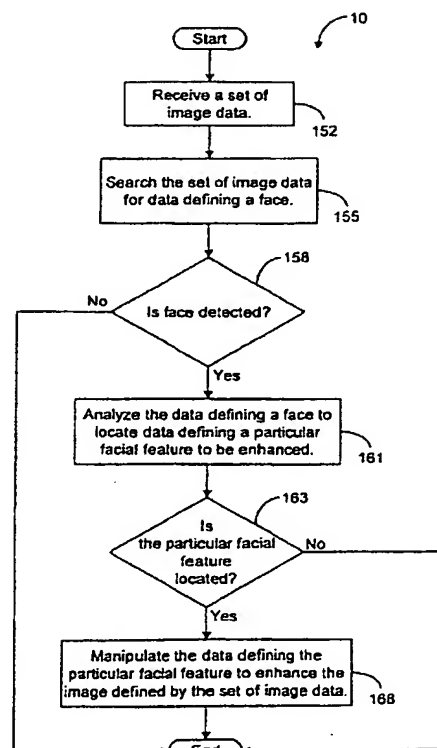 Start
10
Receive a set of
image data.
152
Search the set of image data
for data defining a face.
155
158
No
Is face detected?
Yes
Analyze the data defining a face to
locate data defining a particular
facial feature to be enhanced.
161
163
Is
the particular facial
feature
located?
No
Yes
Manipulate the data defining the
particular facial feature to enhance the
image defined by the set of image data.
168